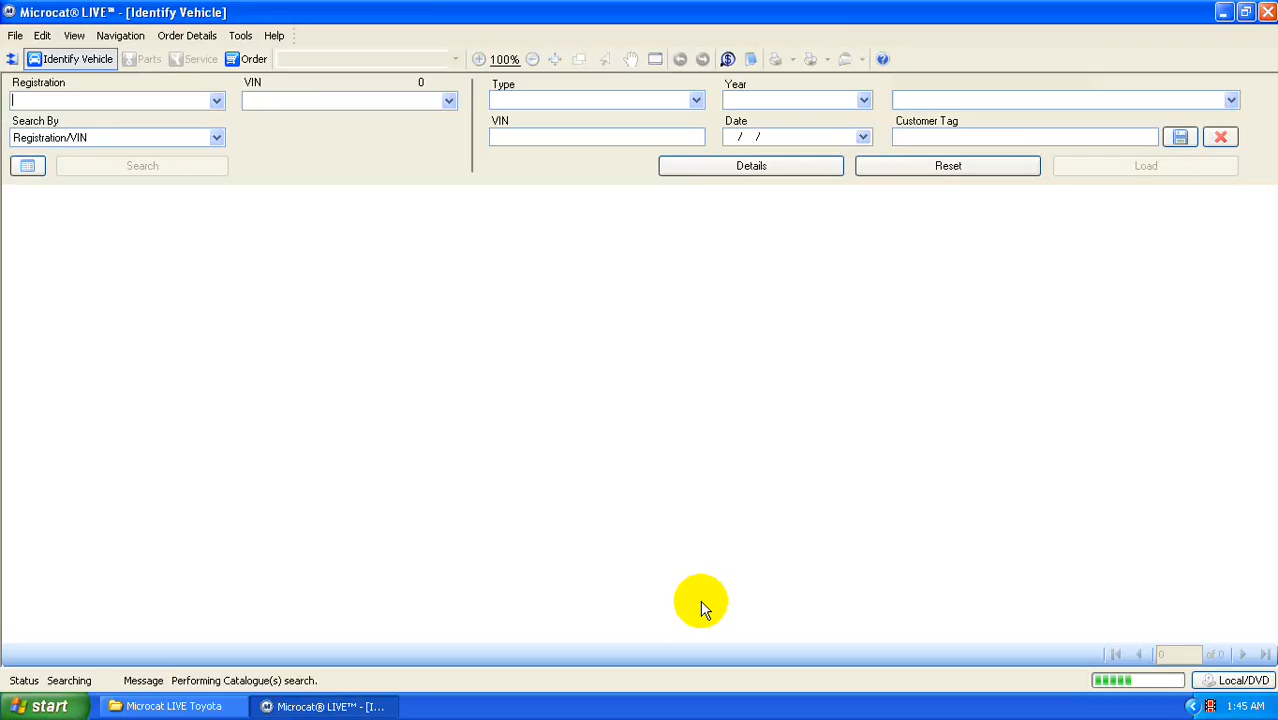 Microcat® LIVE™ - [Identify Vehicle]
File Edit View Navigation Order Details Tools Help
Identify Vehicle Parts Service Order 100%
Registration VIN 0 Type Year
Search By VIN Date Customer Tag
Registration/VIN / /
Search Details Reset Load
0 of 0
Status Searching Message Performing Catalogue(s) search. Local/DVD
start Microcat LIVE Toyota Microcat® LIVE™ - [I... 1:45 AM